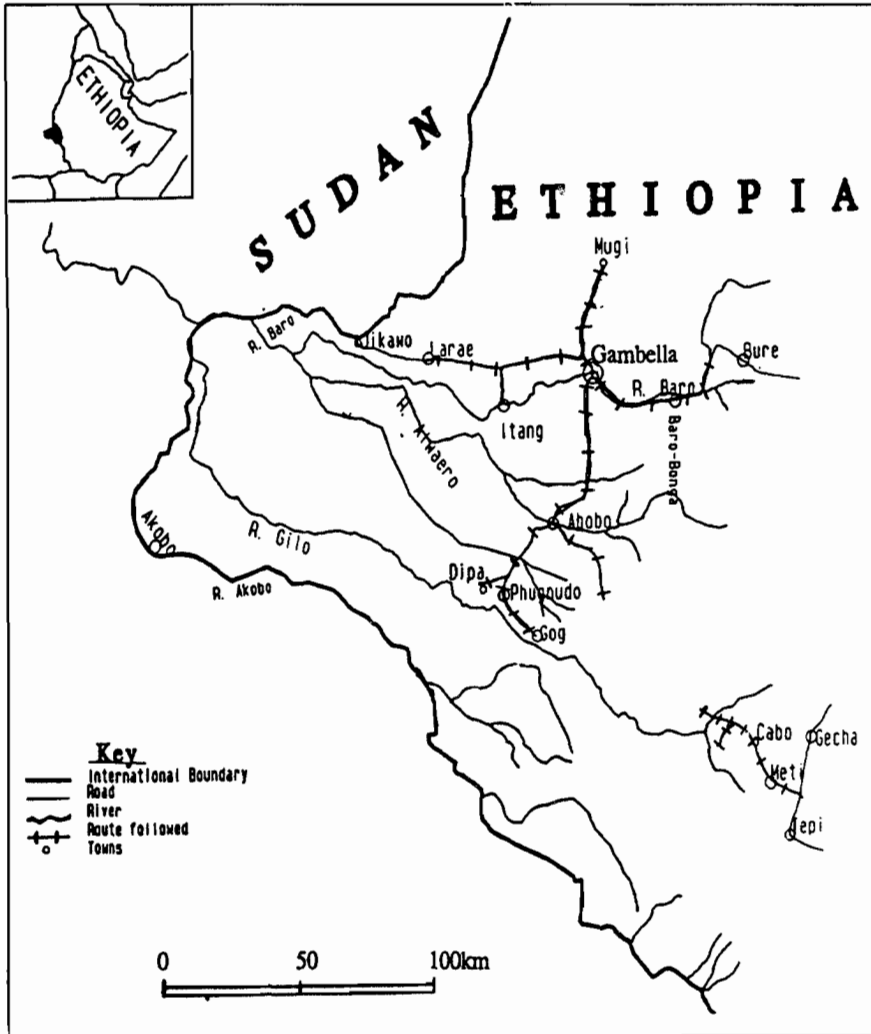 ETHIOPIA
SUDAN
ETHIOPIA
Mugi
R. Baro
Jikawo
Larae
Gambella
Bure
R. Baro
Itang
Baro-Bonga
R. Alwaero
Abobo
Akobo
R. Gilo
Dipa
Phugnudo
R. Akobo
Gog
Cabo
Gecha
Meti
Tepi
Key
International Boundary
Road
River
Route followed
Towns
0 50 100km